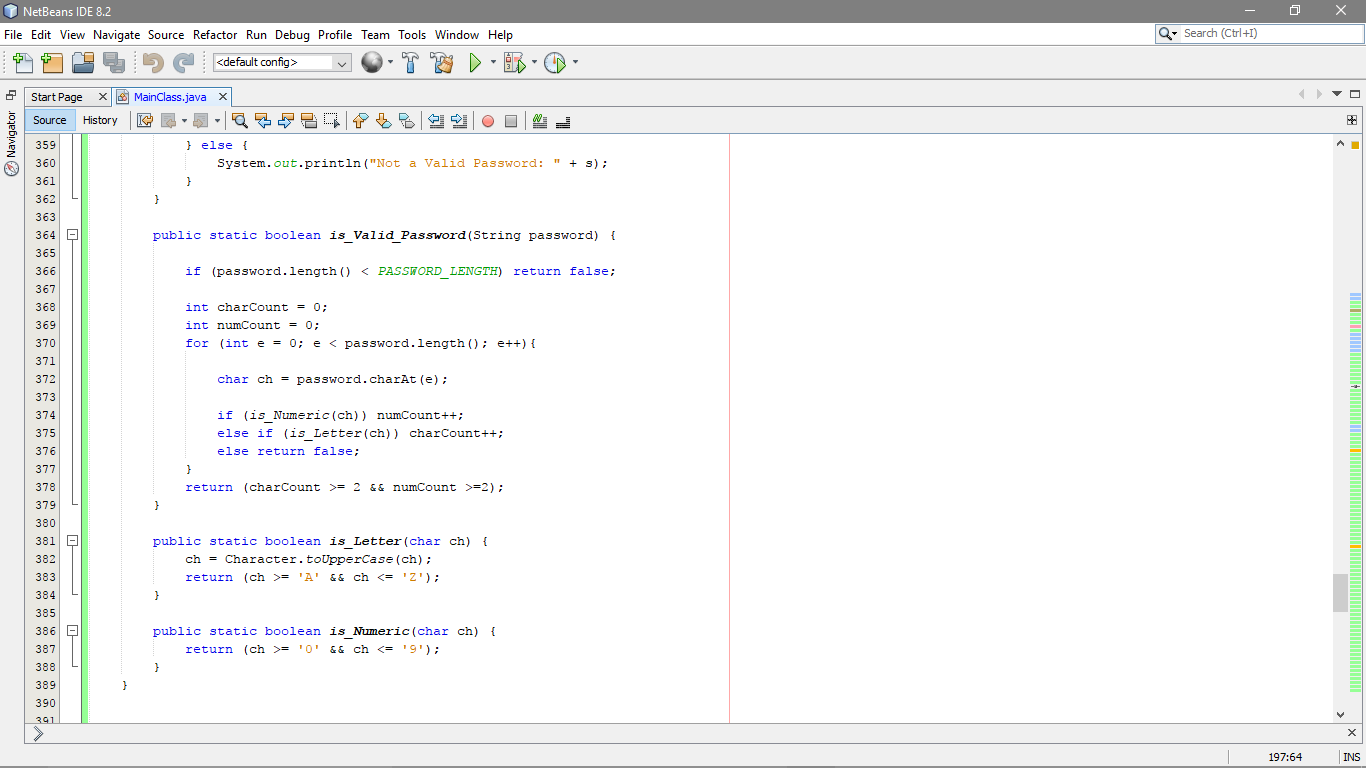 NetBeans IDE 8.2
File Edit View Navigate Source Refactor Run Debug Profile Team Tools Window Help
Search (Ctrl+I)
<default config>
Start Page MainClass.java
Navigator
Source History
359 } else {
360 System.out.println("Not a Valid Password: " + s);
361 }
362 }
363
364 public static boolean is_Valid_Password(String password) {
365
366 if (password.length() < PASSWORD_LENGTH) return false;
367
368 int charCount = 0;
369 int numCount = 0;
370 for (int e = 0; e < password.length(); e++){
371
372 char ch = password.charAt(e);
373
374 if (is_Numeric(ch)) numCount++;
375 else if (is_Letter(ch)) charCount++;
376 else return false;
377 }
378 return (charCount >= 2 && numCount >=2);
379 }
380
381 public static boolean is_Letter(char ch) {
382 ch = Character.toUpperCase(ch);
383 return (ch >= 'A' && ch <= 'Z');
384 }
385
386 public static boolean is_Numeric(char ch) {
387 return (ch >= '0' && ch <= '9');
388 }
389 }
390
391
197:64 INS